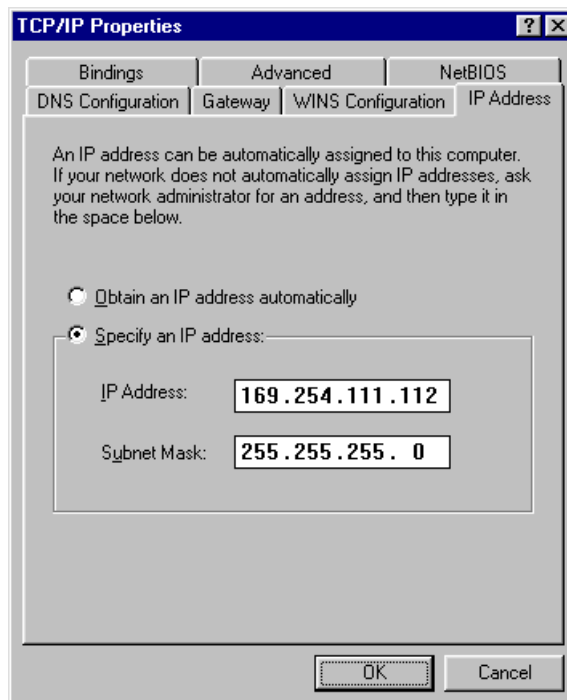 TCP/IP Properties
Bindings Advanced NetBIOS
DNS Configuration Gateway WINS Configuration IP Address
An IP address can be automatically assigned to this computer.
If your network does not automatically assign IP addresses, ask
your network administrator for an address, and then type it in
the space below.
Obtain an IP address automatically
Specify an IP address:
IP Address: 169.254.111.112
Subnet Mask: 255.255.255. 0
OK Cancel